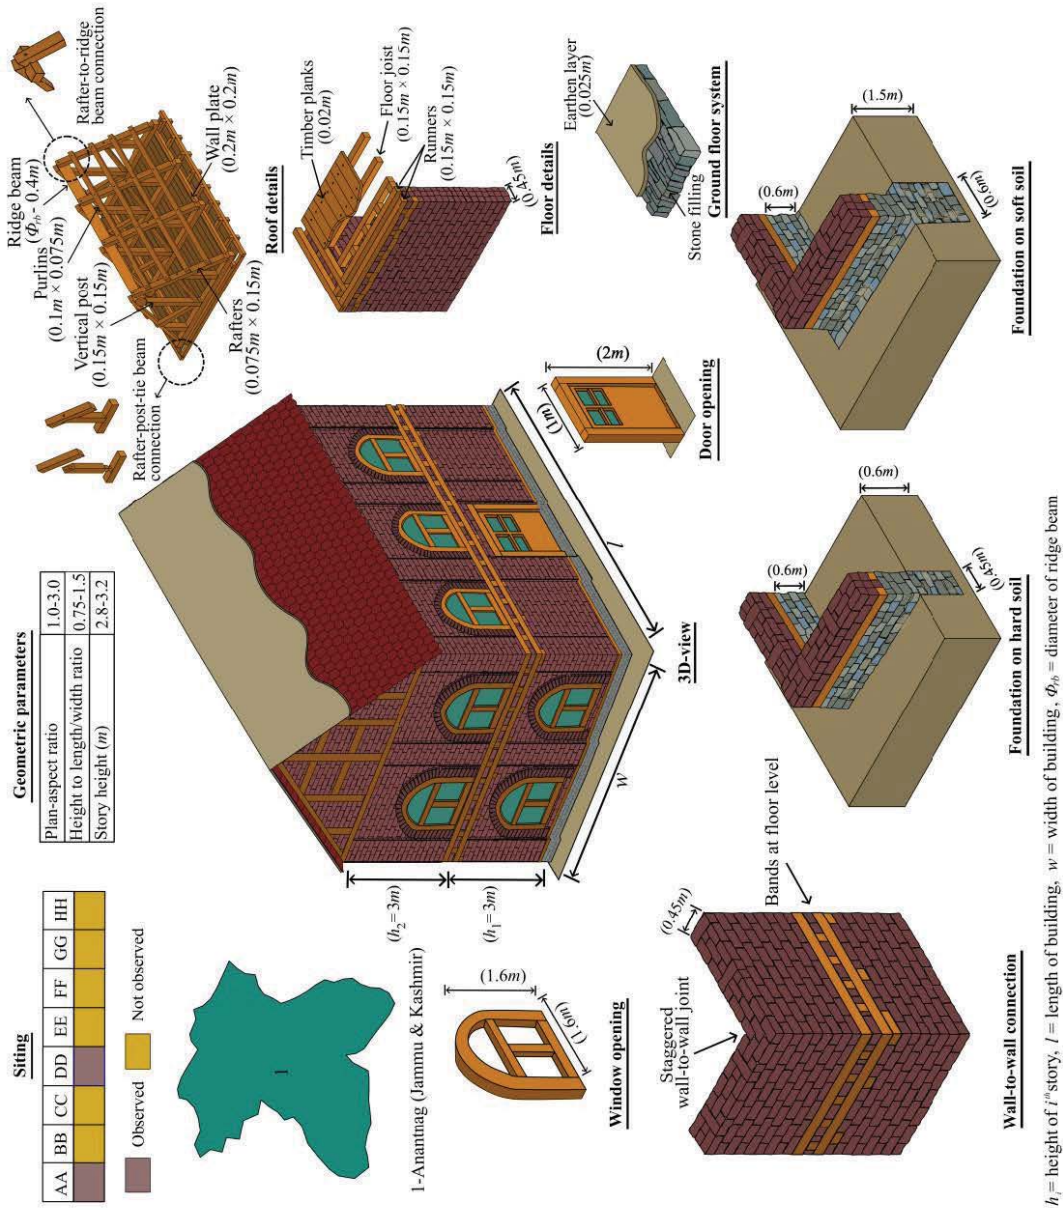 Siting
AA BB CC DD EE FF GG HH
Observed
Not observed
1
1-Anantnag (Jammu & Kashmir)
Geometric parameters
Plan-aspect ratio 1.0-3.0
Height to length/width ratio 0.75-1.5
Story height (m) 2.8-3.2
Rafter-post-tie beam
connection
Ridge beam
(Φrb- 0.4m)
Purlins
(0.1m × 0.075m)
Vertical post
(0.15m × 0.15m)
Rafter-to-ridge
beam connection
Rafters
(0.075m × 0.15m)
Wall plate
(0.2m × 0.2m)
Roof details
(h2 = 3m)
(h1 = 3m)
w
l
3D-view
Timber planks
(0.02m)
Floor joist
(0.15m × 0.15m)
Runners
(0.15m × 0.15m)
(0.45m)
Floor details
(1.6m)
(1.6m)
Window opening
(1m)
(2m)
Door opening
Earthen layer
(0.025m)
Stone filling
Ground floor system
Staggered
wall-to-wall joint
(0.45m)
Bands at floor level
Wall-to-wall connection
(0.6m)
(0.6m)
(0.45m)
Foundation on hard soil
(0.6m)
(1.5m)
(0.6m)
Foundation on soft soil
hi = height of ith story, l = length of building, w = width of building, Φrb = diameter of ridge beam